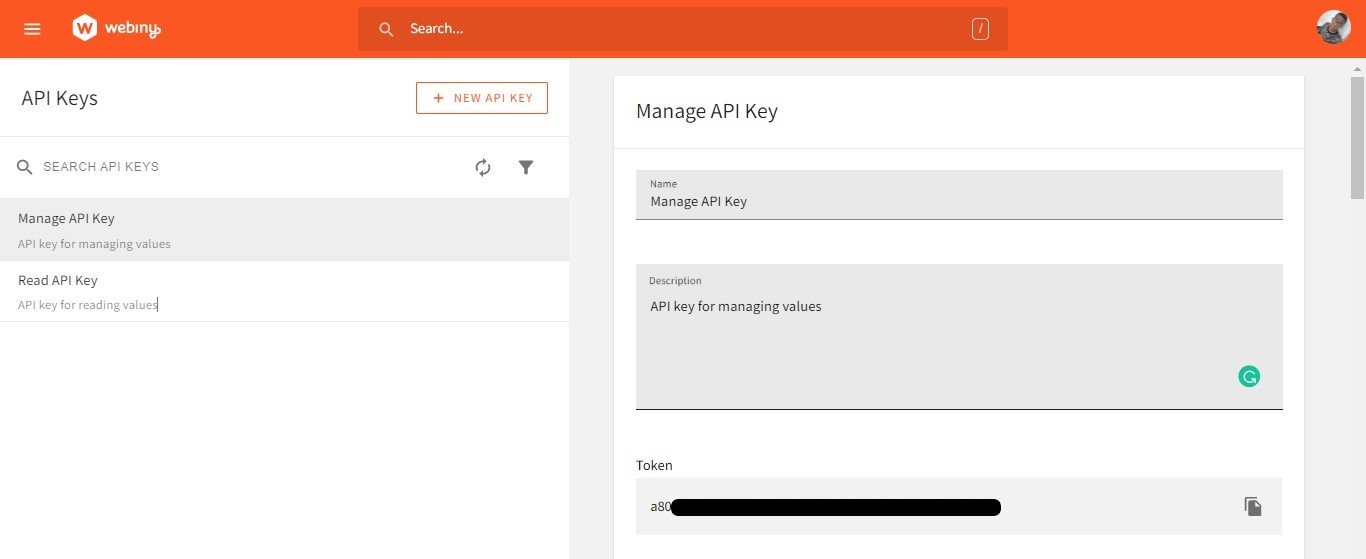 webiny
Search...
/
API Keys
+ NEW API KEY
SEARCH API KEYS
Manage API Key
API key for managing values
Read API Key
API key for reading values
Manage API Key
Name
Manage API Key
Description
API key for managing values
Token
a80